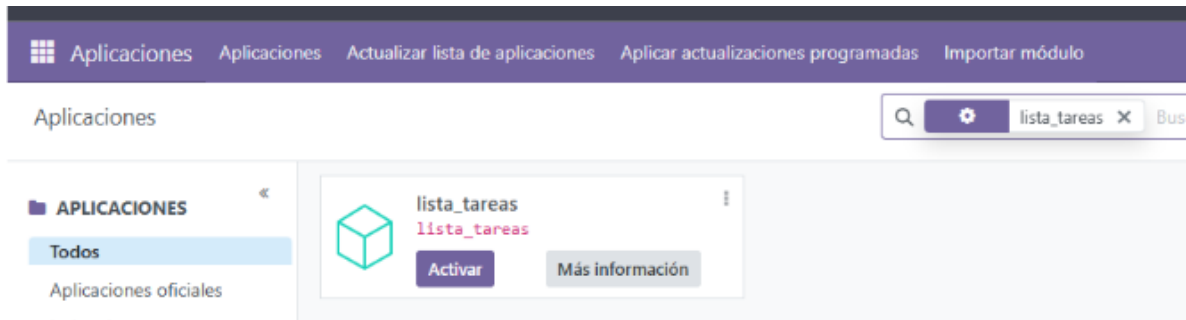 Aplicaciones Aplicaciones Actualizar lista de aplicaciones Aplicar actualizaciones programadas Importar módulo
Aplicaciones
lista_tareas Bus
APLICACIONES
Todos
Aplicaciones oficiales
lista_tareas
lista_tareas
Activar Más información